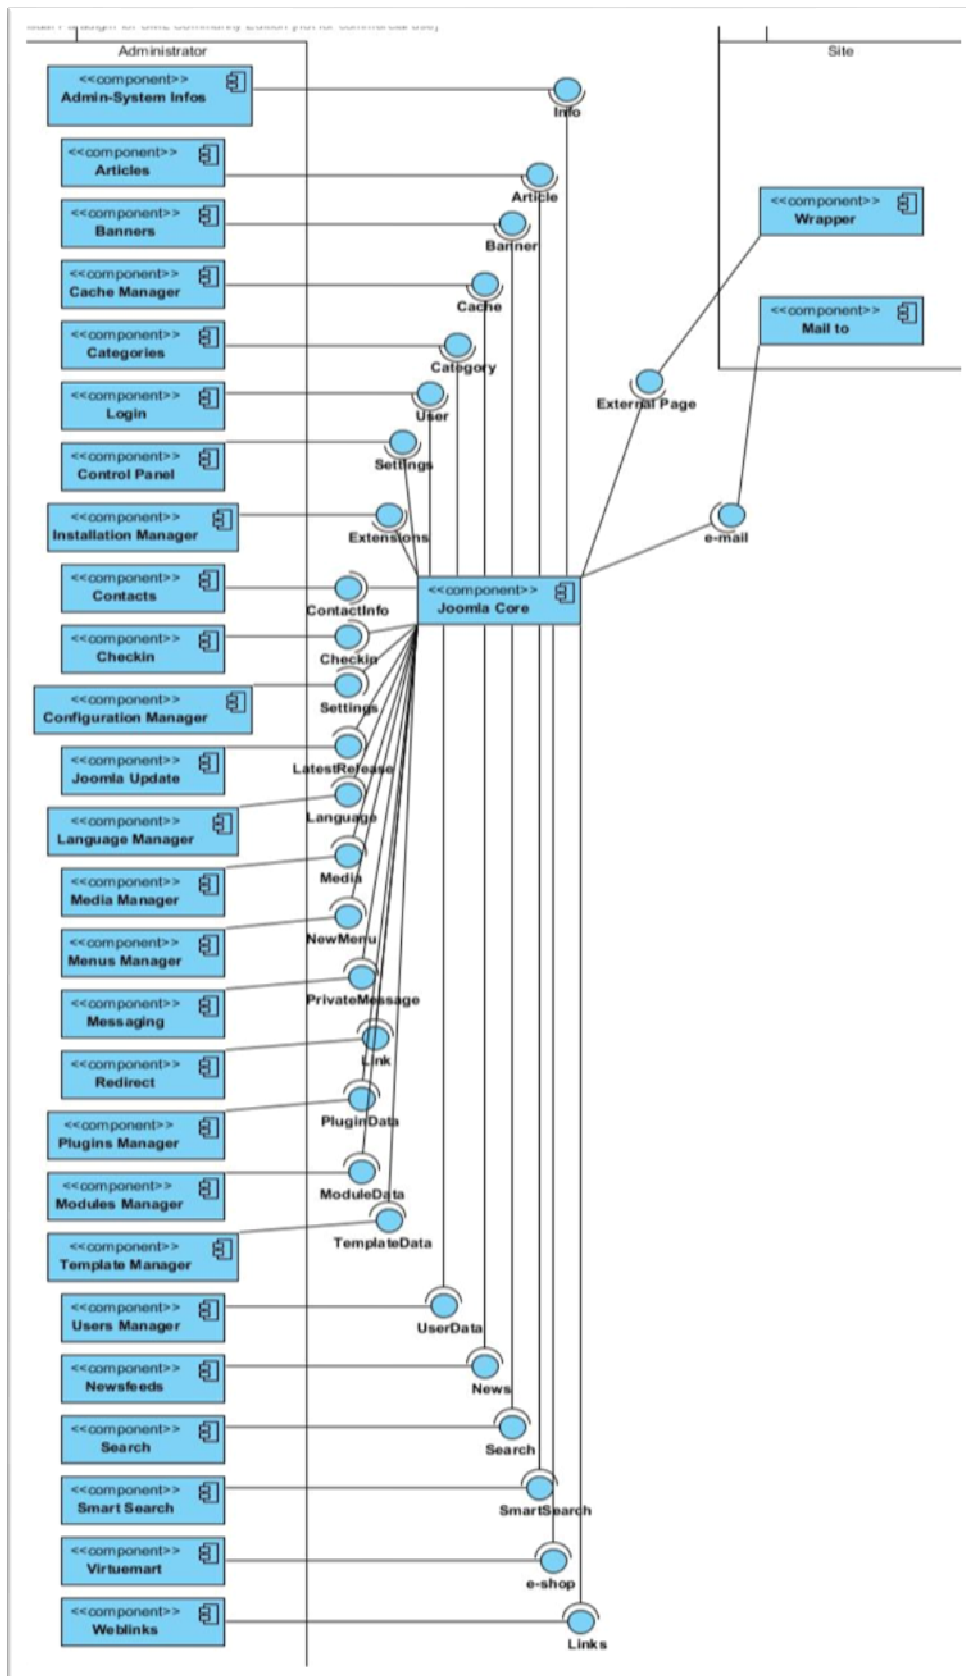 Administrator
Site
<<component>>
Admin-System Infos
Info
<<component>>
Articles
Article
<<component>>
Wrapper
<<component>>
Banners
Banner
<<component>>
Cache Manager
Cache
<<component>>
Mail to
<<component>>
Categories
Category
<<component>>
Login
User
External Page
<<component>>
Control Panel
Settings
<<component>>
Installation Manager
Extensions
e-mail
<<component>>
Contacts
ContactInfo
<<component>>
Joomla Core
<<component>>
Checkin
Checkin
<<component>>
Configuration Manager
Settings
<<component>>
Joomla Update
LatestRelease
<<component>>
Language Manager
Language
<<component>>
Media Manager
Media
<<component>>
Menus Manager
NewMenu
<<component>>
Messaging
PrivateMessage
<<component>>
Redirect
Link
<<component>>
Plugins Manager
PluginData
<<component>>
Modules Manager
ModuleData
<<component>>
Template Manager
TemplateData
<<component>>
Users Manager
UserData
<<component>>
Newsfeeds
News
<<component>>
Search
Search
<<component>>
Smart Search
SmartSearch
<<component>>
Virtuemart
e-shop
<<component>>
Weblinks
Links